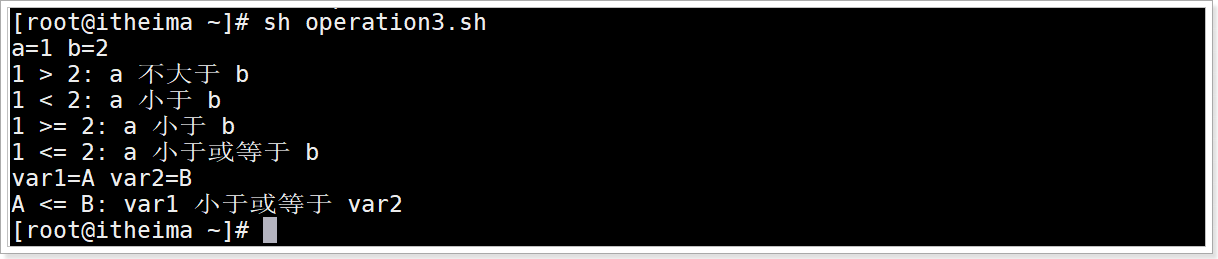 [root@itheima ~]# sh operation3.sh
a=1 b=2
1 > 2: a 不大于 b
1 < 2: a 小于 b
1 >= 2: a 小于 b
1 <= 2: a 小于或等于 b
var1=A var2=B
A <= B: var1 小于或等于 var2
[root@itheima ~]#